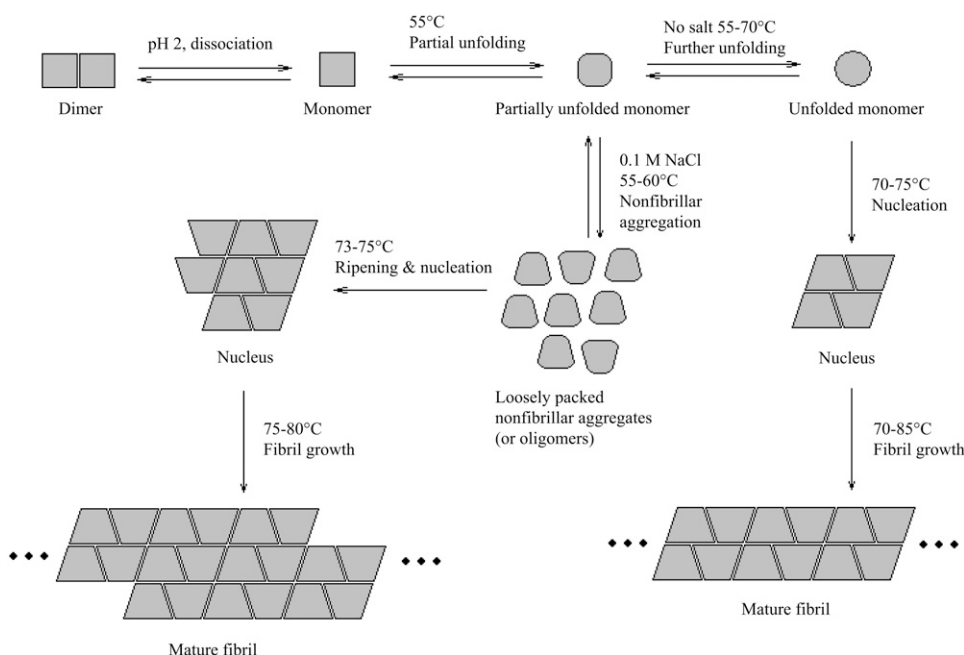 pH 2, dissociation
55°C
Partial unfolding
No salt 55-70°C
Further unfolding
Dimer
Monomer
Partially unfolded monomer
Unfolded monomer
0.1 M NaCl
55-60°C
Nonfibrillar
aggregation
70-75°C
Nucleation
73-75°C
Ripening & nucleation
Nucleus
Nucleus
Loosely packed
nonfibrillar aggregates
(or oligomers)
75-80°C
Fibril growth
70-85°C
Fibril growth
Mature fibril
Mature fibril